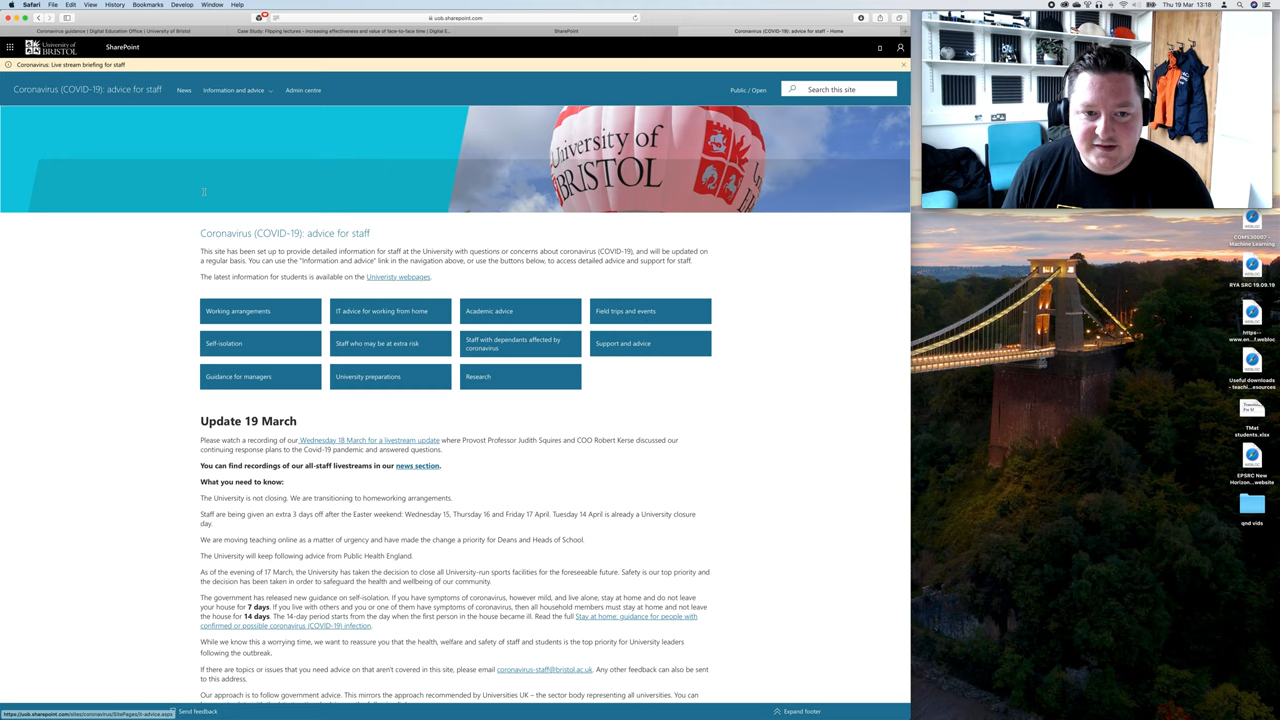 Safari File Edit View History Bookmarks Develop Window Help
Thu 19 Mar 13:18
uob.sharepoint.com
Coronavirus guidance | Digital Education Office | University of Bristol
Case Study: Flipping lectures - increasing effectiveness and value of face-to-face time | Digital E...
SharePoint
Coronavirus (COVID-19): advice for staff - Home
University of BRISTOL
SharePoint
Coronavirus: Live stream briefing for staff
Coronavirus (COVID-19): advice for staff
News
Information and advice
Admin centre
Public / Open
Search this site
University of
BRISTOL
Coronavirus (COVID-19): advice for staff
This site has been set up to provide detailed information for staff at the University with questions or concerns about coronavirus (COVID-19), and will be updated on
a regular basis. You can use the "Information and advice" link in the navigation above, or use the buttons below, to access detailed advice and support for staff.
The latest information for students is available on the Univeristy webpages.
Working arrangements
IT advice for working from home
Academic advice
Field trips and events
Self-isolation
Staff who may be at extra risk
Staff with dependants affected by
coronavirus
Support and advice
Guidance for managers
University preparations
Research
Update 19 March
Please watch a recording of our Wednesday 18 March for a livestream update where Provost Professor Judith Squires and COO Robert Kerse discussed our
continuing response plans to the Covid-19 pandemic and answered questions.
You can find recordings of our all-staff livestreams in our news section.
What you need to know:
The University is not closing. We are transitioning to homeworking arrangements.
Staff are being given an extra 3 days off after the Easter weekend: Wednesday 15, Thursday 16 and Friday 17 April. Tuesday 14 April is already a University closure
day.
We are moving teaching online as a matter of urgency and have made the change a priority for Deans and Heads of School.
The University will keep following advice from Public Health England.
As of the evening of 17 March, the University has taken the decision to close all University-run sports facilities for the foreseeable future. Safety is our top priority and
the decision has been taken in order to safeguard the health and wellbeing of our community.
The government has released new guidance on self-isolation. If you have symptoms of coronavirus, however mild, and live alone; stay at home and do not leave
your house for 7 days. If you live with others and you or one of them have symptoms of coronavirus, then all household members must stay at home and not leave
the house for 14 days. The 14-day period starts from the day when the first person in the house became ill. Read the full Stay at home: guidance for people with
confirmed or possible coronavirus (COVID-19) infection.
While we know this a worrying time, we want to reassure you that the health, welfare and safety of staff and students is the top priority for University leaders
following the outbreak.
If there are topics or issues that you need advice on that aren't covered in this site, please email coronavirus-staff@bristol.ac.uk. Any other feedback can also be sent
to this address.
Our approach is to follow government advice. This mirrors the approach recommended by Universities UK – the sector body representing all universities. You can
https://uob.sharepoint.com/sites/coronavirus/SitePages/it-advice.aspx
Send feedback
Expand footer
COMS30007 -
Machine Learning
RYA SRC 19.09.19
https--
www.en...f.webloc
Useful downloads
- teachi...esources
TMat
students.xlsx
EPSRC New
Horizon...website
qnd vids